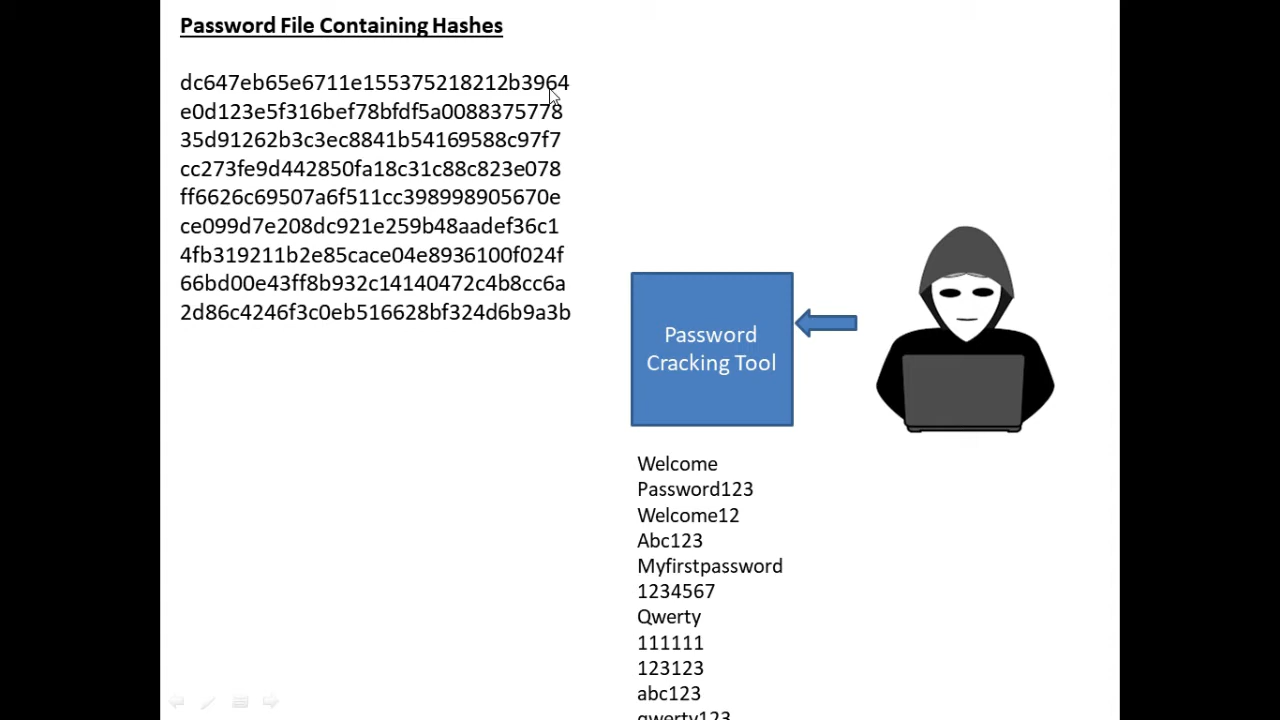 Password File Containing Hashes
dc647eb65e6711e155375218212b3964
e0d123e5f316bef78bfdf5a0088375778
35d91262b3c3ec8841b54169588c97f7
cc273fe9d442850fa18c31c88c823e078
ff6626c69507a6f511cc398998905670e
ce099d7e208dc921e259b48aadef36c1
4fb319211b2e85cace04e8936100f024f
66bd00e43ff8b932c14140472c4b8cc6a
2d86c4246f3c0eb516628bf324d6b9a3b
Password
Cracking Tool
Welcome
Password123
Welcome12
Abc123
Myfirstpassword
1234567
Qwerty
111111
123123
abc123
qwerty123